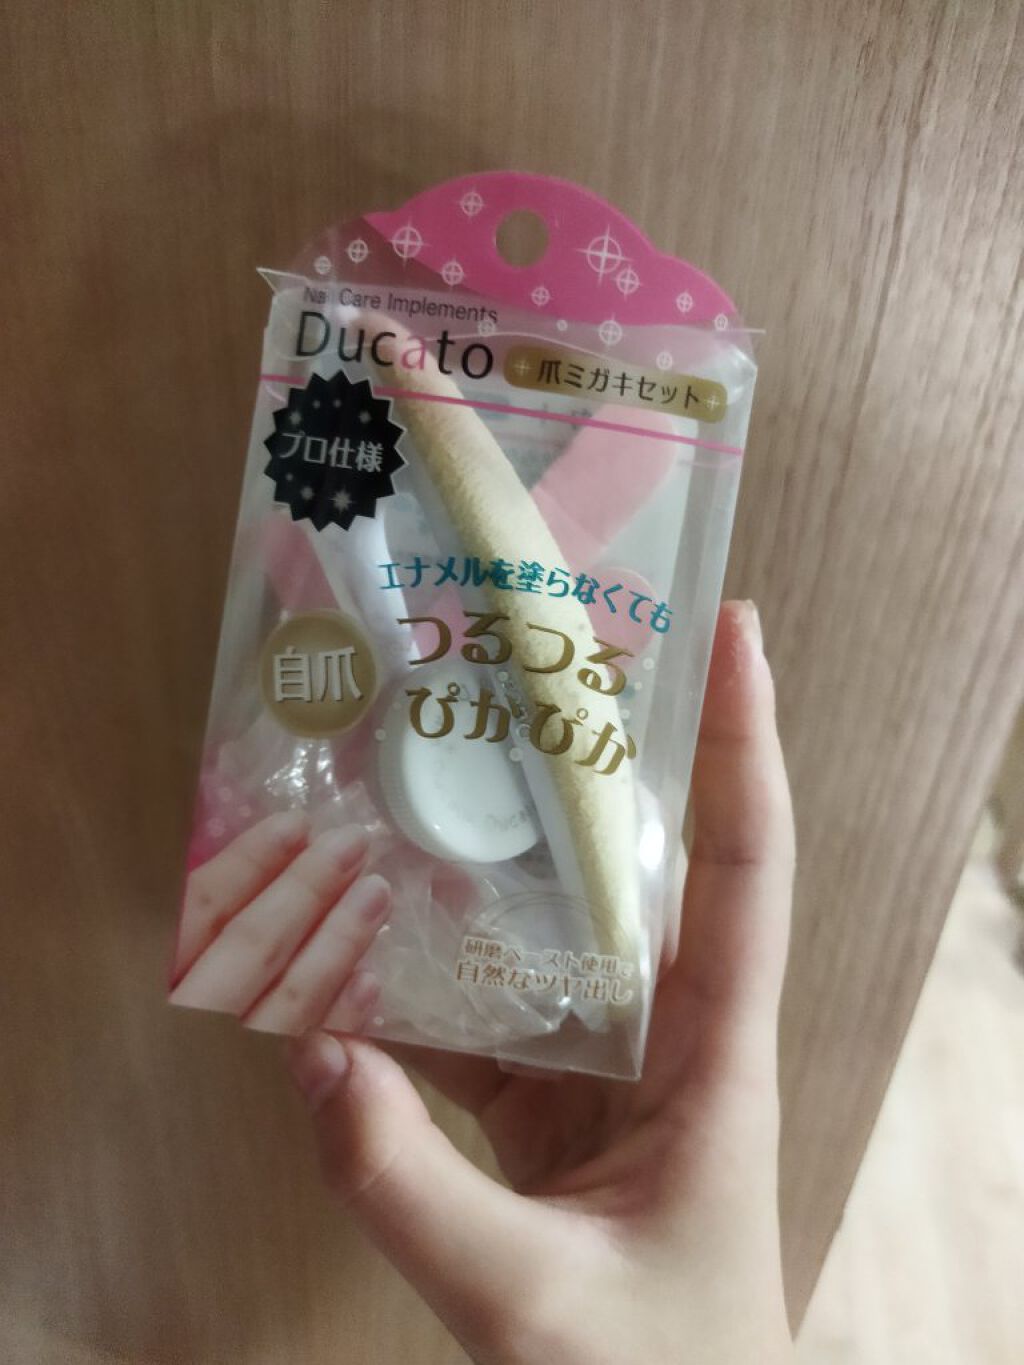 Nail Care Implements
Ducato
爪ミガキセット
プロ仕様
エナメルを塗らなくても
つるつる
ぴかぴか
自爪
研磨ペースト使用で
自然なツヤ出し